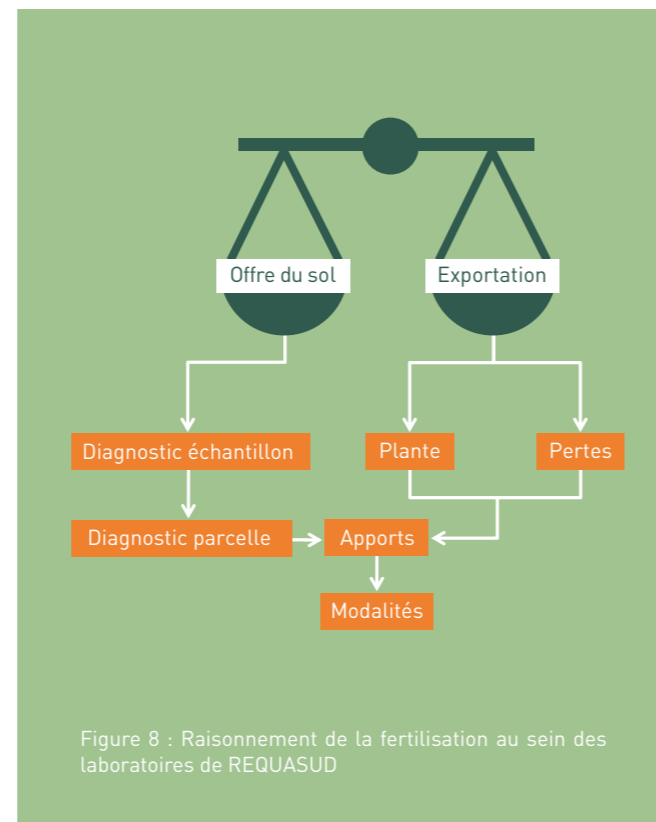 Offre du sol
Exportation
Diagnostic échantillon
Plante
Pertes
Diagnostic parcelle
Apports
Modalités
Figure 8 : Raisonnement de la fertilisation au sein des
laboratoires de REQUASUD